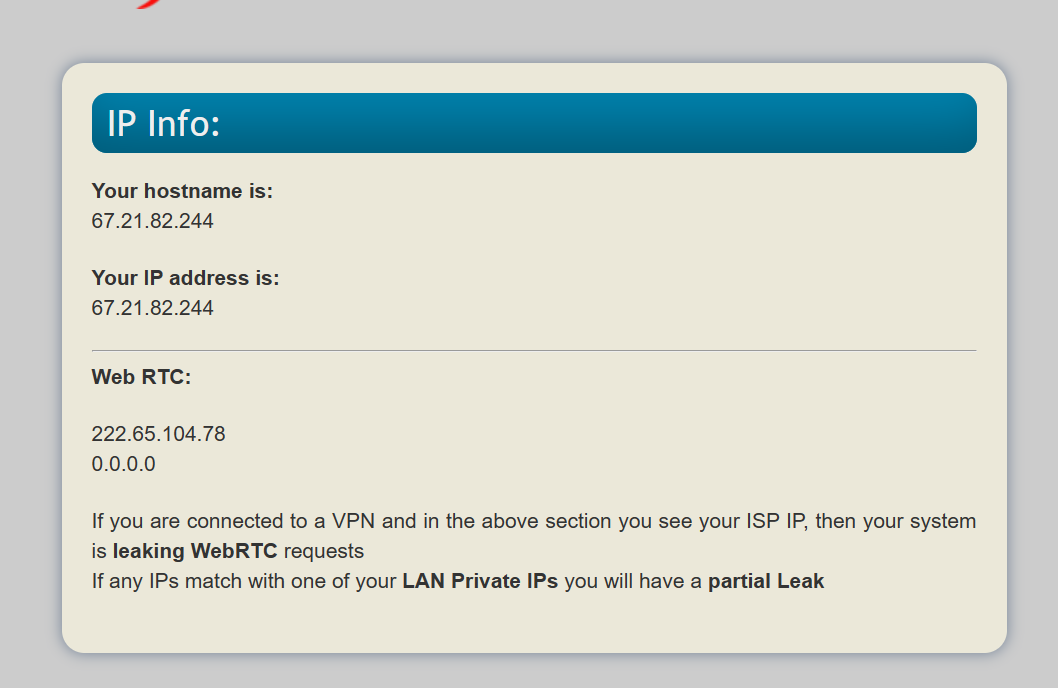 IP Info:
Your hostname is:
67.21.82.244
Your IP address is:
67.21.82.244
Web RTC:
222.65.104.78
0.0.0.0
If you are connected to a VPN and in the above section you see your ISP IP, then your system
is leaking WebRTC requests
If any IPs match with one of your LAN Private IPs you will have a partial Leak